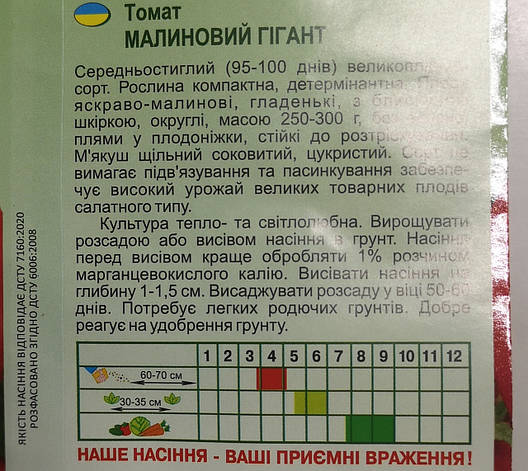 Томат
МАЛИНОВИЙ ГІГАНТ
Середньостиглий (95-100 днів)
сорт. Рослина компактна, детермінантна.
яскраво-малинові, гладенькі, з
шкіркою, округлі, масою 250-300 г, без
плями у плодоніжки, стійкі до
М'якуш щільний соковитий, цукристий. Сорт не
вимагає підв'язування та пасинкування забезпе-
чує високий урожай великих товарних плодів
салатного типу.
Культура тепло- та світлолюбна. Вирощувати
розсадою або висівом насіння в грунт. Насіння
перед висівом краще обробляти 1% розчином
марганцевокислого калію. Висівати насіння на
глибину 1-1,5 см. Висаджувати розсаду у віці 50-60
днів. Потребує легких родючих грунтів. Добре
реагує на удобрення грунту.
1 2 3 4 5 6 7 8 9 10 11 12
60-70 см
30-35 см
НАШЕ НАСІННЯ - ВАШІ ПРИЄМНІ ВРАЖЕННЯ!
ЯКІСТЬ НАСІННЯ ВІДПОВІДАЄ ДСТУ 7160:2020
РОЗФАСОВАНО ЗГІДНО ДСТУ 6006:2008